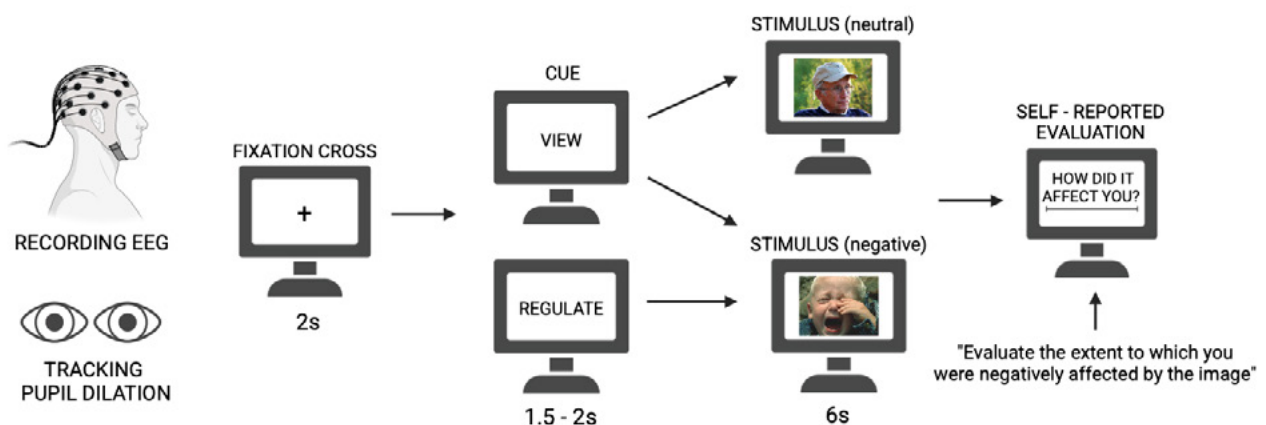 RECORDING EEG
TRACKING
PUPIL DILATION
FIXATION CROSS
+
2s
CUE
VIEW
REGULATE
1.5 - 2s
STIMULUS (neutral)
STIMULUS (negative)
6s
SELF - REPORTED
EVALUATION
HOW DID IT
AFFECT YOU?
"Evaluate the extent to which you
were negatively affected by the image"